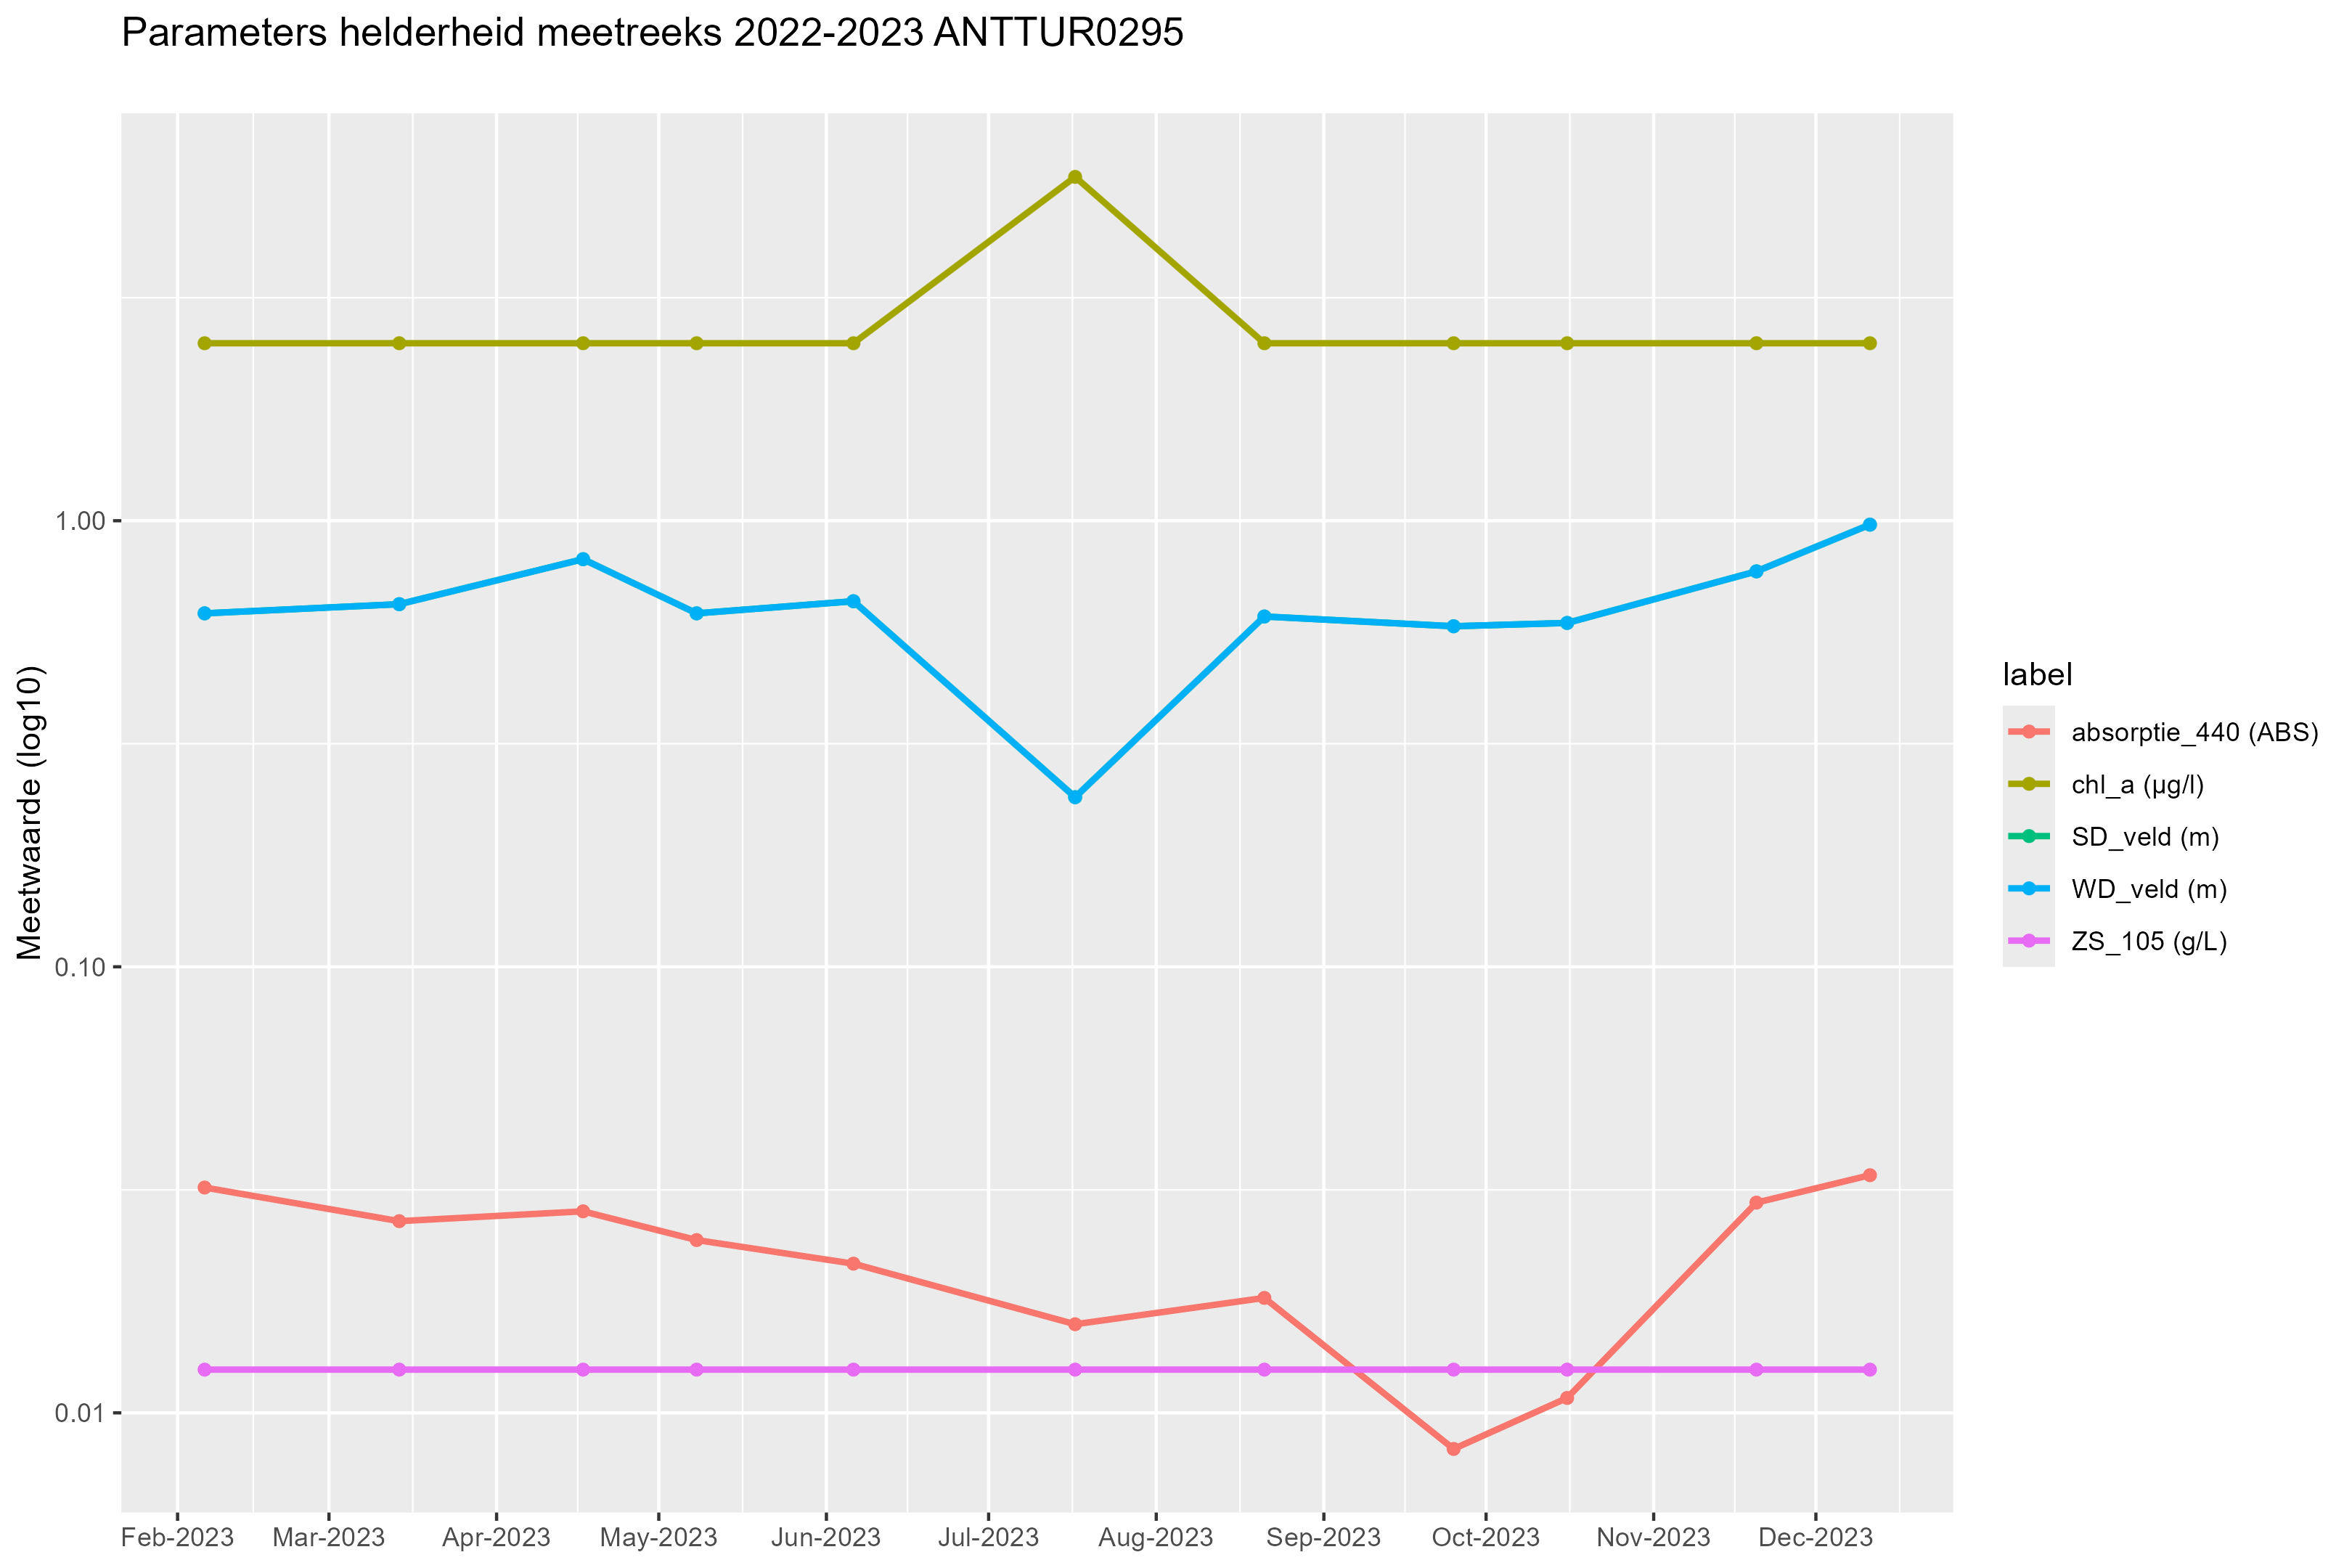 Parameters helderheid meetreeks 2022-2023 ANTTUR0295
Meetwaarde (log10)
1.00
0.10
0.01
Feb-2023 Mar-2023 Apr-2023 May-2023 Jun-2023 Jul-2023 Aug-2023 Sep-2023 Oct-2023 Nov-2023 Dec-2023
label
absorptie_440 (ABS)
chl_a (µg/l)
SD_veld (m)
WD_veld (m)
ZS_105 (g/L)